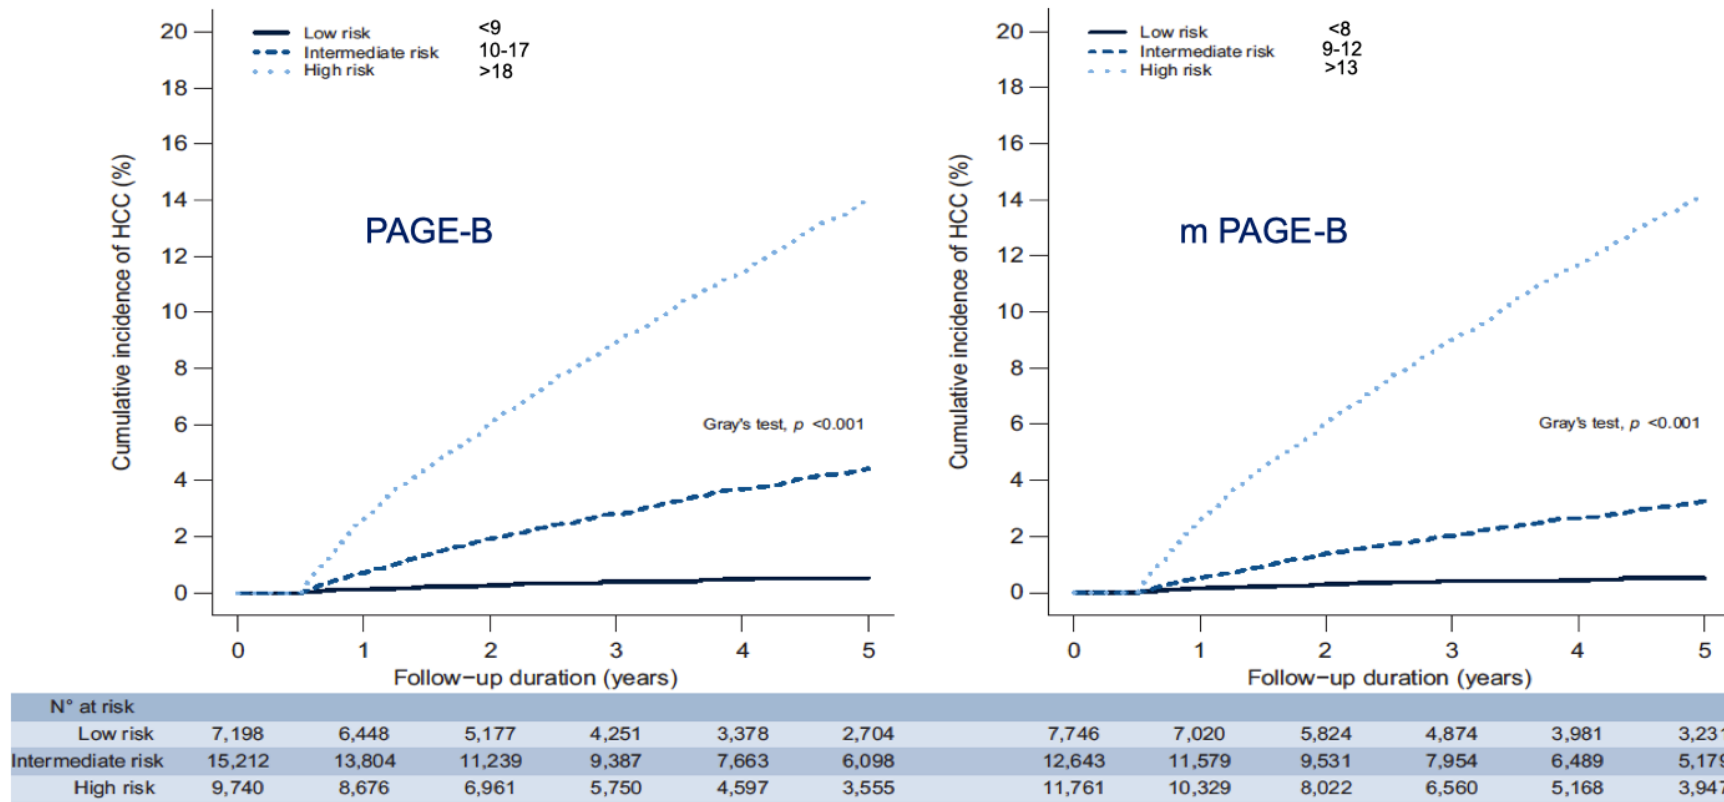 20
18
16
14
12
10
8
6
4
2
0
Cumulative incidence of HCC (%)
Low risk <9
Intermediate risk 10-17
High risk >18
PAGE-B
Gray's test, p <0.001
0 1 2 3 4 5
Follow-up duration (years)
20
18
16
14
12
10
8
6
4
2
0
Cumulative incidence of HCC (%)
Low risk <8
Intermediate risk 9-12
High risk >13
m PAGE-B
Gray's test, p <0.001
0 1 2 3 4 5
Follow-up duration (years)
N° at risk
Low risk 7,198 6,448 5,177 4,251 3,378 2,704 7,746 7,020 5,824 4,874 3,981 3,231
Intermediate risk 15,212 13,804 11,239 9,387 7,663 6,098 12,643 11,579 9,531 7,954 6,489 5,179
High risk 9,740 8,676 6,961 5,750 4,597 3,555 11,761 10,329 8,022 6,560 5,168 3,947